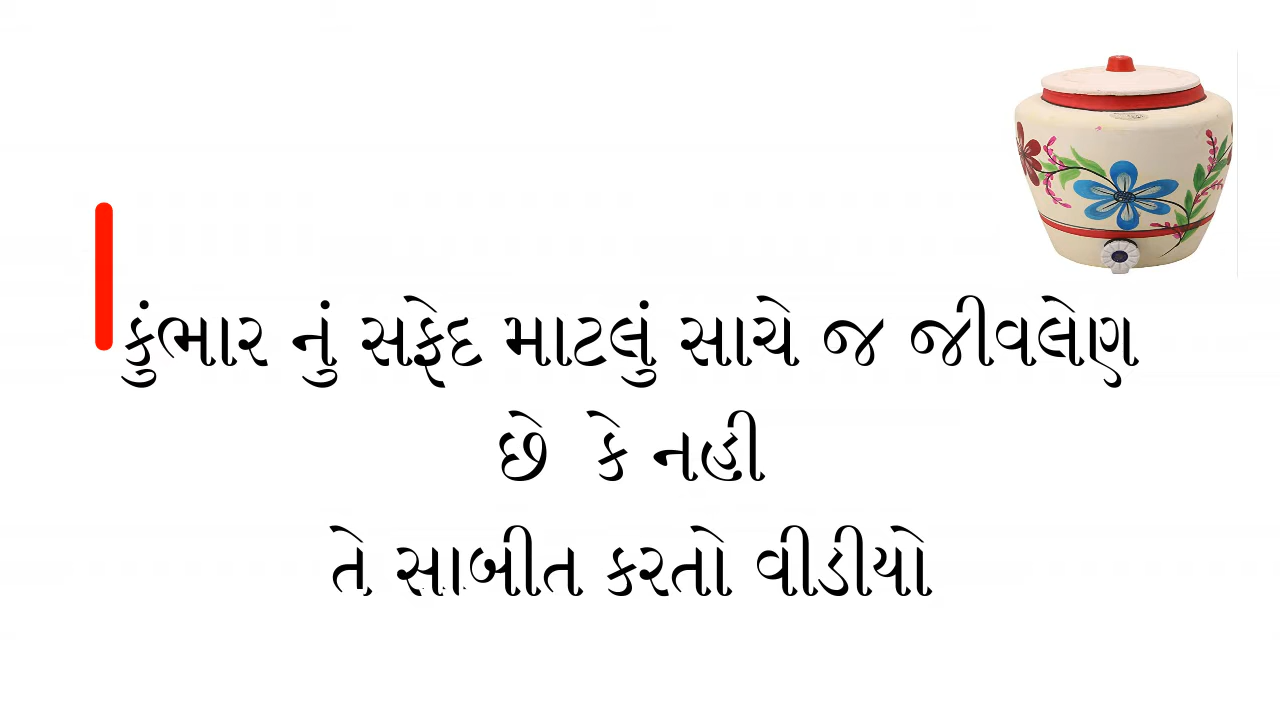 કુંભાર નું સફેદ માટલું સાચે જ જીવલેણ
છે કે નહી
તે સાબીત કરતો વીડીયો